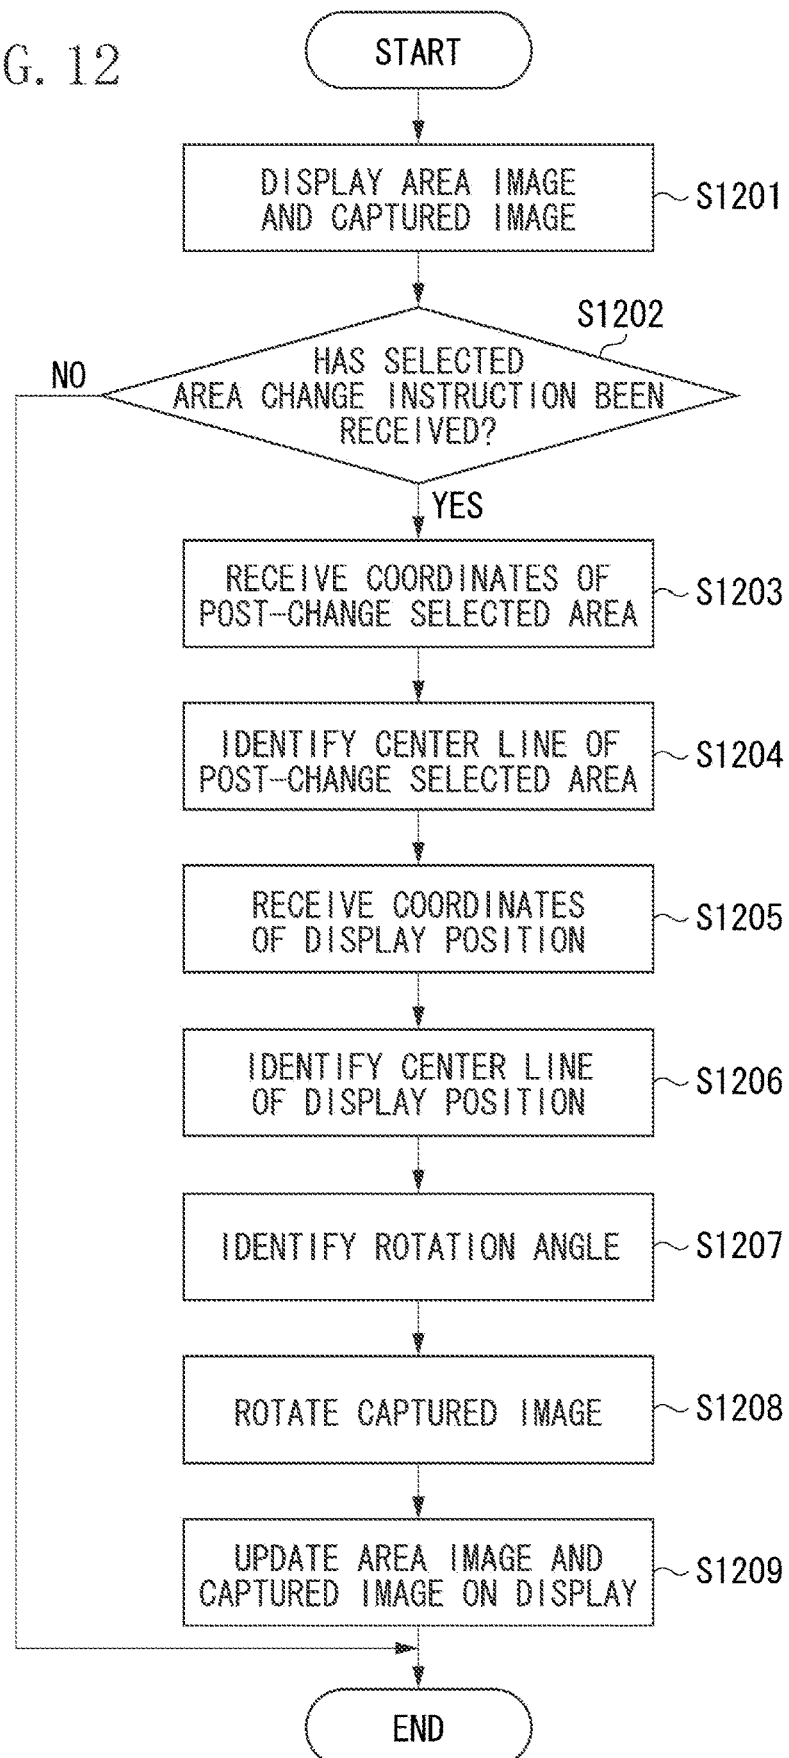 G. 12
START
DISPLAY AREA IMAGE
AND CAPTURED IMAGE
S1201
S1202
HAS SELECTED
AREA CHANGE INSTRUCTION BEEN
RECEIVED?
NO
YES
RECEIVE COORDINATES OF
POST-CHANGE SELECTED AREA
S1203
IDENTIFY CENTER LINE OF
POST-CHANGE SELECTED AREA
S1204
RECEIVE COORDINATES
OF DISPLAY POSITION
S1205
IDENTIFY CENTER LINE
OF DISPLAY POSITION
S1206
IDENTIFY ROTATION ANGLE
S1207
ROTATE CAPTURED IMAGE
S1208
UPDATE AREA IMAGE AND
CAPTURED IMAGE ON DISPLAY
S1209
END